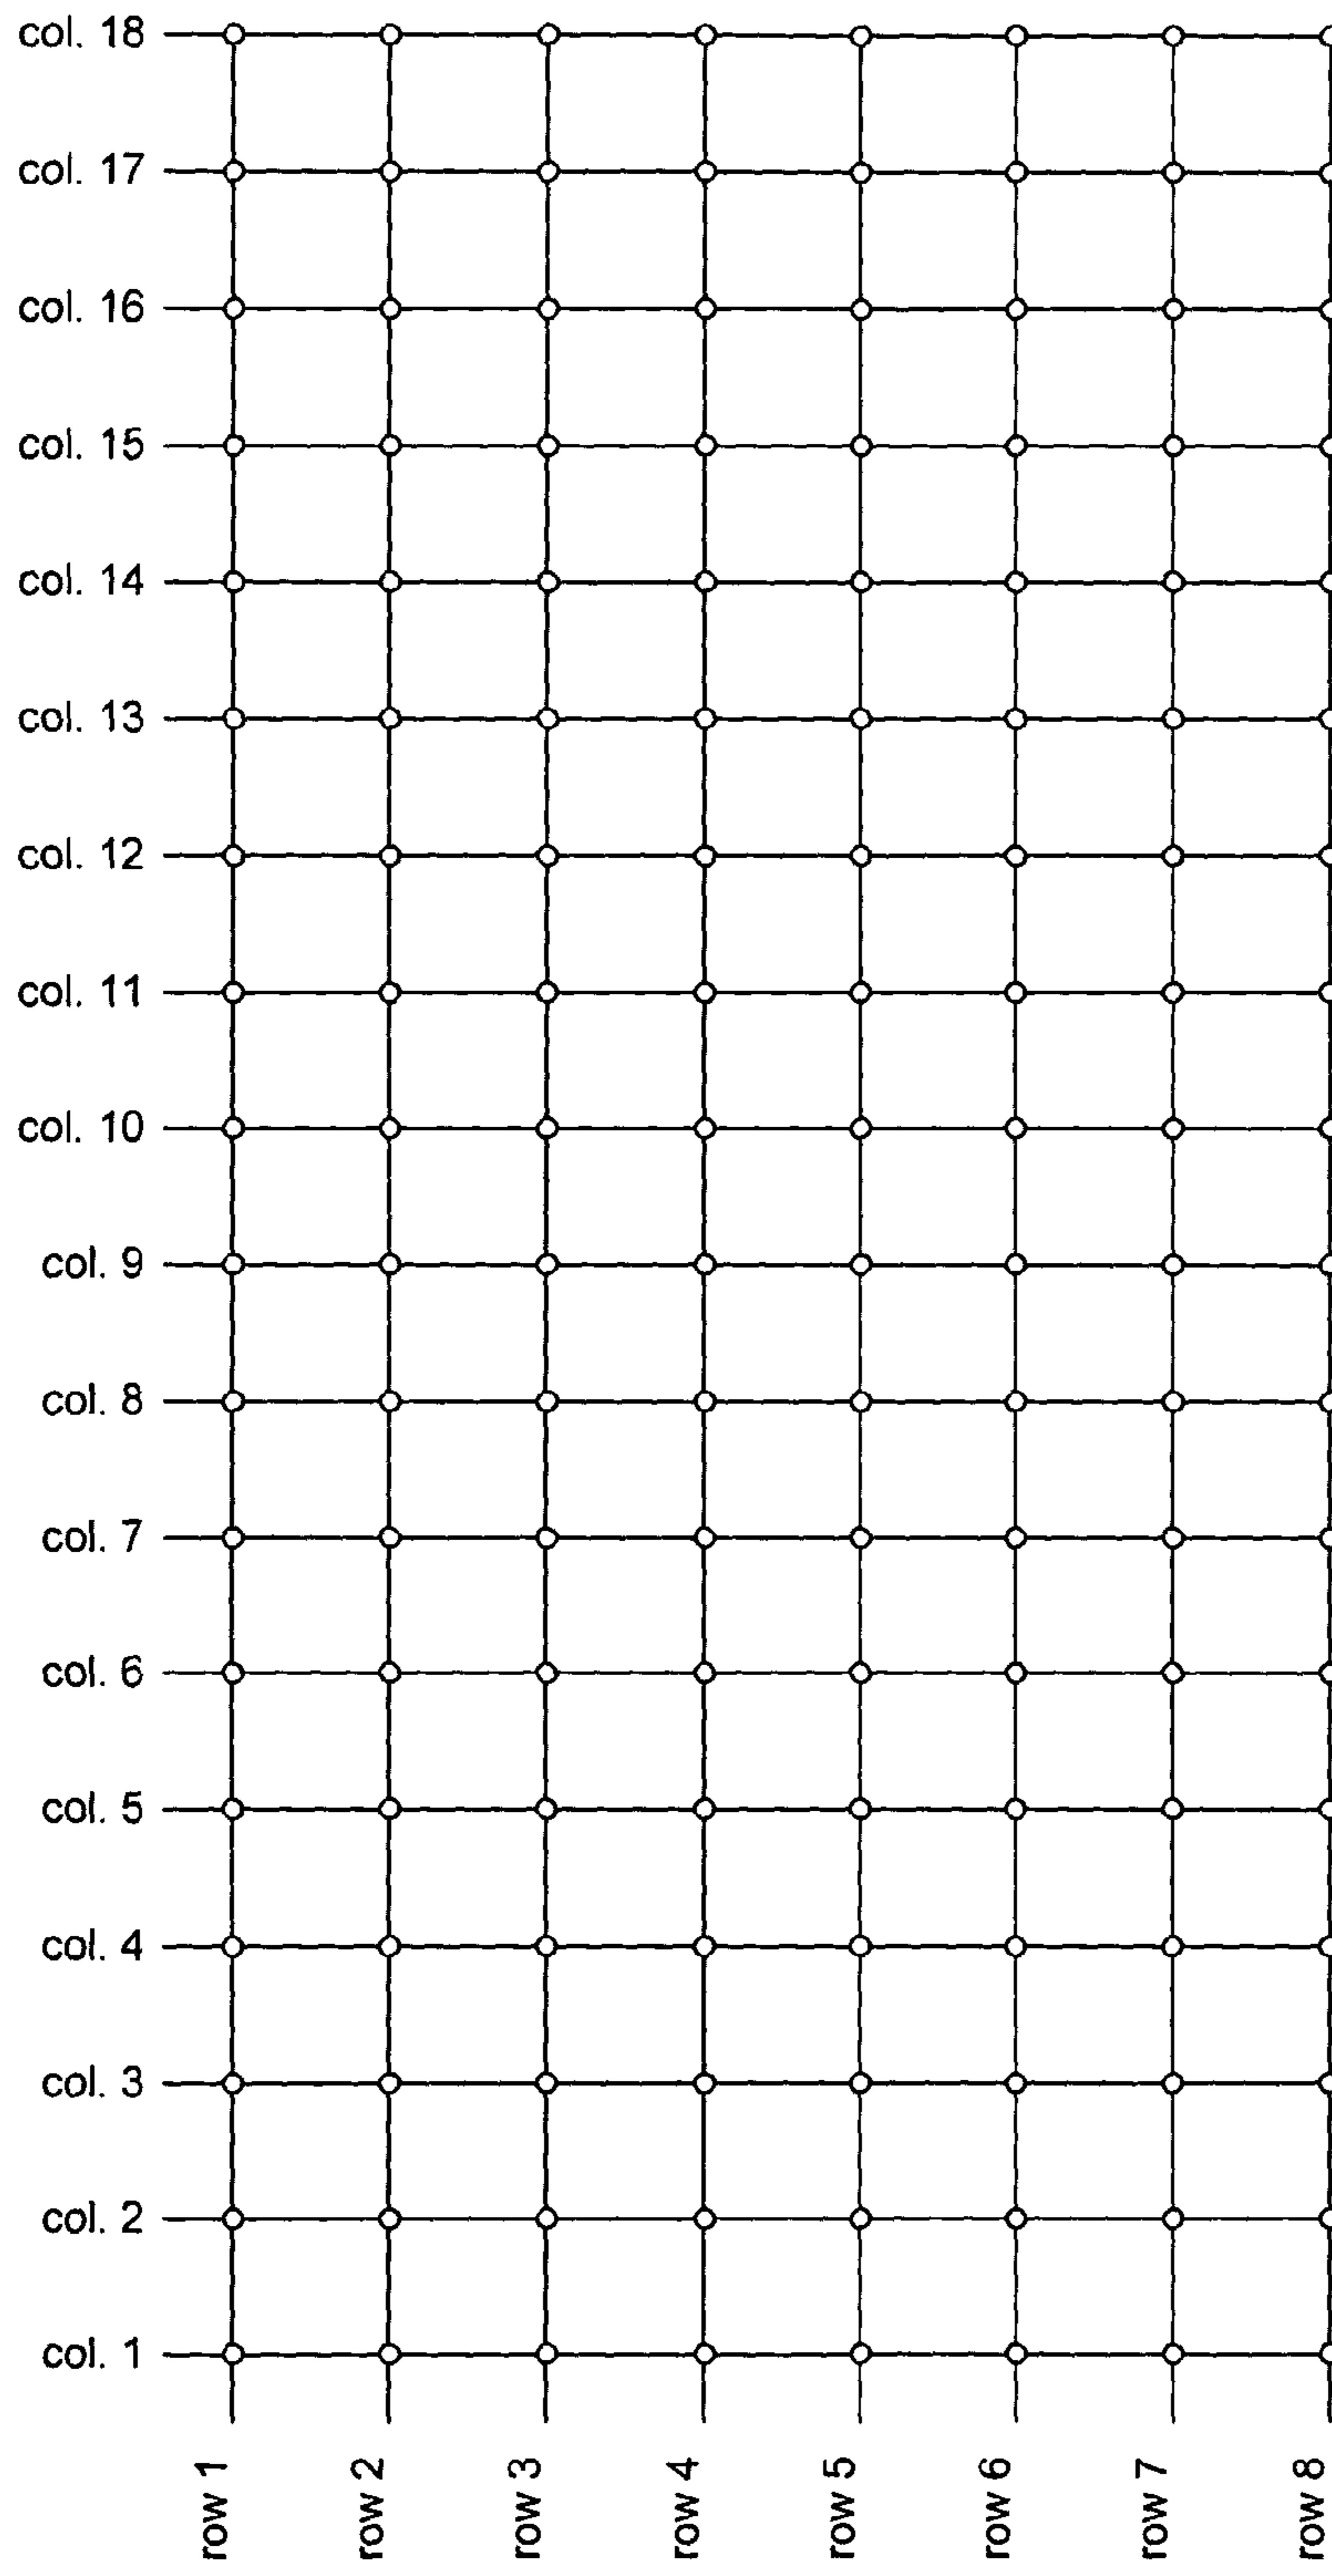 col. 18
col. 17
col. 16
col. 15
col. 14
col. 13
col. 12
col. 11
col. 10
col. 9
col. 8
col. 7
col. 6
col. 5
col. 4
col. 3
col. 2
col. 1
row 1
row 2
row 3
row 4
row 5
row 6
row 7
row 8